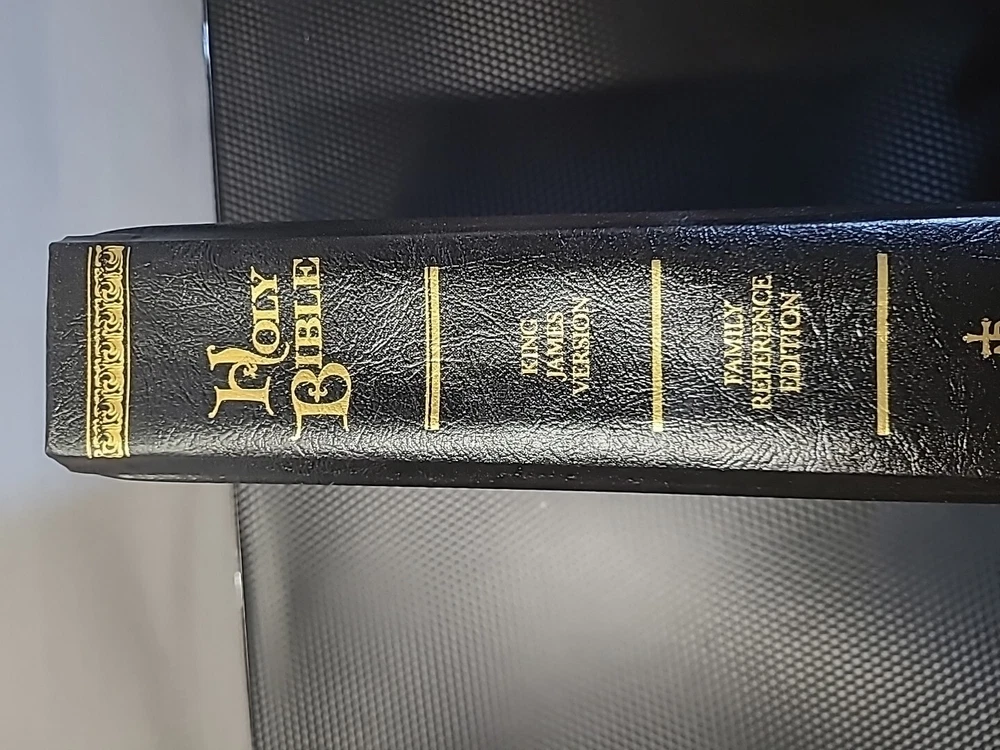 HOLY
BIBLE
KING
JAMES
VERSION
FAMILY
REFERENCE
EDITION